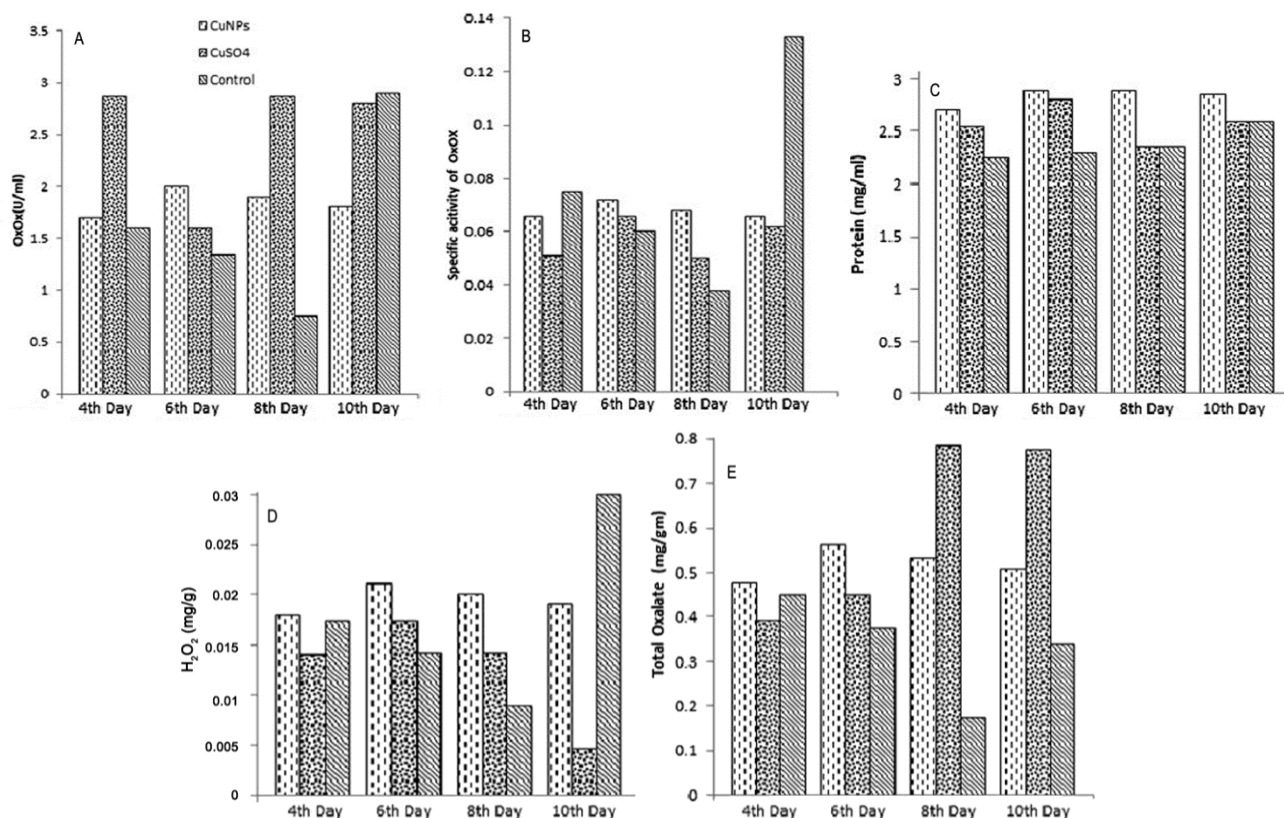 A
CuNPs
CuSO4
Control
OxOx(U/ml)
3.5
3
2.5
2
1.5
1
0.5
0
4th Day 6th Day 8th Day 10th Day
B
Specific acitivity of OxOX
0.14
0.12
0.1
0.08
0.06
0.04
0.02
0
4th Day 6th Day 8th Day 10th Day
C
Protein (mg/ml)
3
2.5
2
1.5
1
0.5
0
4th Day 6th Day 8th Day 10th Day
D
H₂O₂ (mg/g)
0.03
0.025
0.02
0.015
0.01
0.005
0
4th Day 6th Day 8th Day 10th Day
E
Total Oxalate (mg/gm)
0.8
0.7
0.6
0.5
0.4
0.3
0.2
0.1
0
4th Day 6th Day 8th Day 10th Day